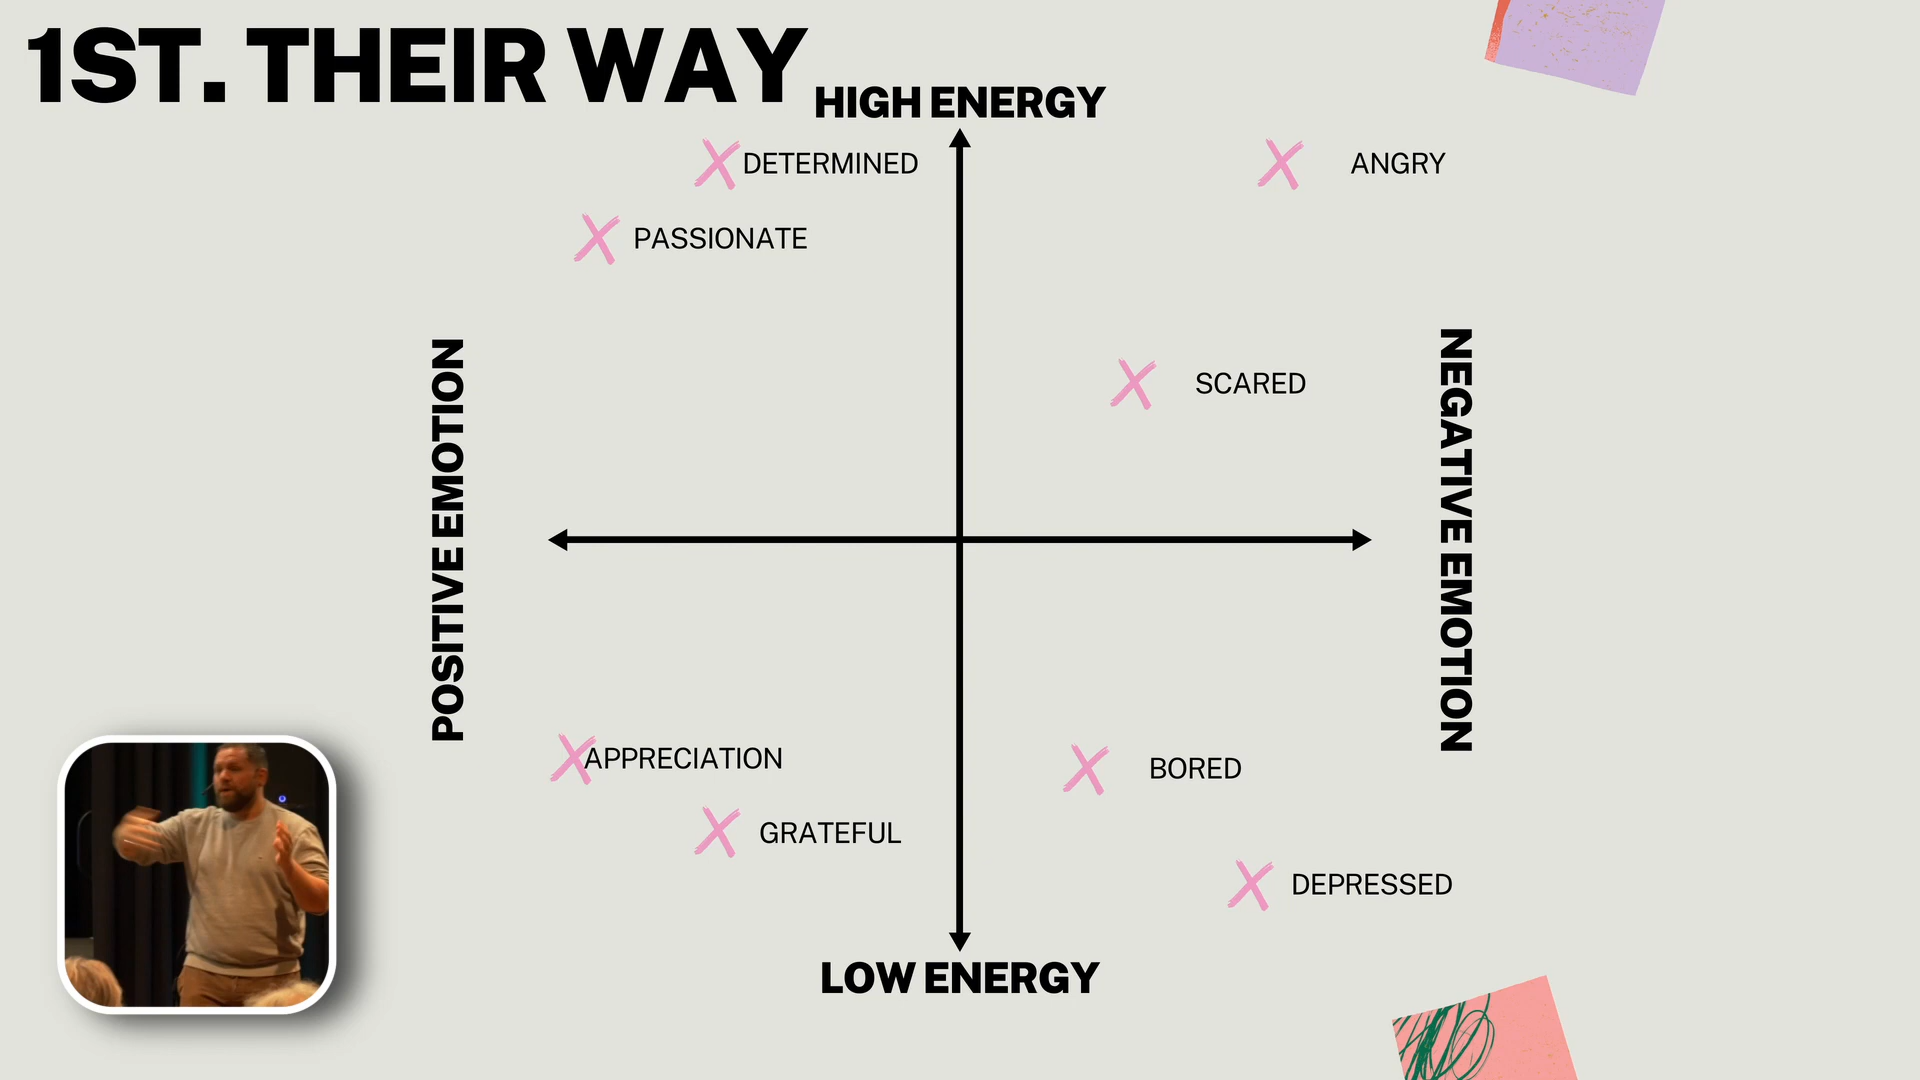 1ST. THEIR WAY
HIGH ENERGY
DETERMINED
ANGRY
PASSIONATE
SCARED
POSITIVE EMOTION
NEGATIVE EMOTION
APPRECIATION
BORED
GRATEFUL
DEPRESSED
LOW ENERGY